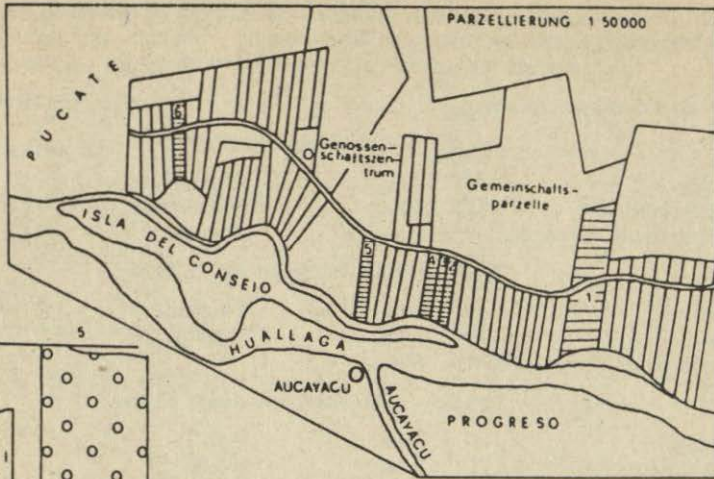 PARZELLIERUNG 1 50000
PUCATE
6
Genossen-
schaftszen-
trum
Gemeinschafts-
parzelle
ISLA DEL CONSEIO
5
4
1
HUALLAGA
5
AUCAYACU
AUCAYACU
PROGRESO